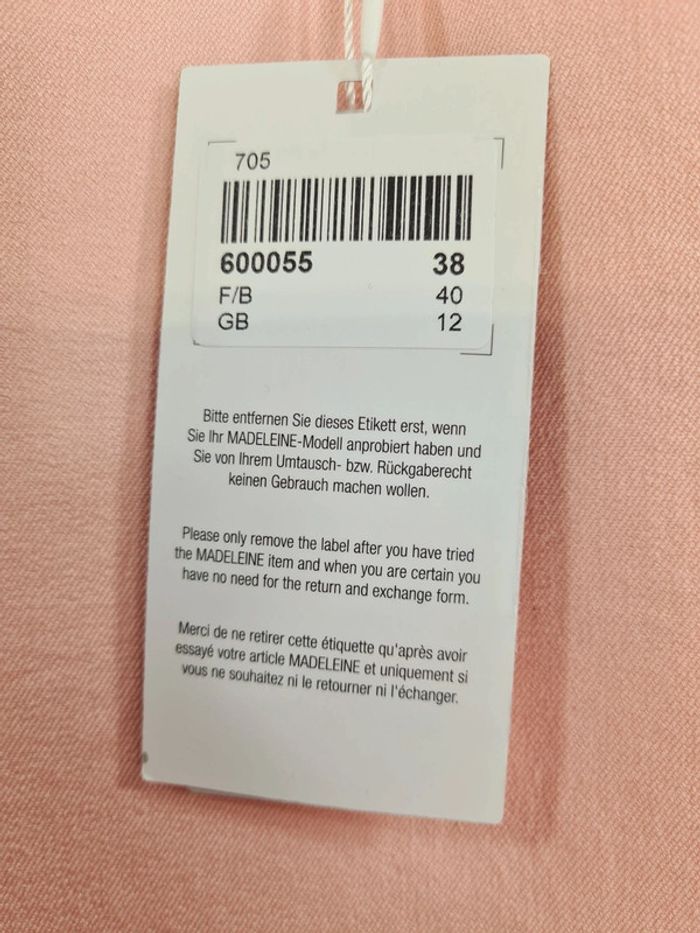 705
600055 38
F/B 40
GB 12
Bitte entfernen Sie dieses Etikett erst, wenn
Sie Ihr MADELEINE-Modell anprobiert haben und
Sie von Ihrem Umtausch- bzw. Rückgaberecht
keinen Gebrauch machen wollen.
Please only remove the label after you have tried
the MADELEINE item and when you are certain you
have no need for the return and exchange form.
Merci de ne retirer cette étiquette qu'après avoir
essayé votre article MADELEINE et uniquement si
vous ne souhaitez ni le retourner ni l'échanger.